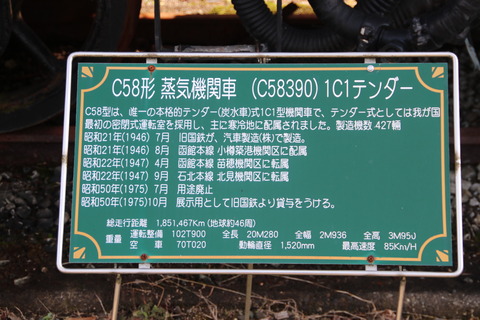 C58形 蒸気機関車 (C58390) 1C1テンダー
C58型は、唯一の本格的テンダー(炭水車)式1C1型機関車で、テンダー式としては我が国
最初の密閉式運転室を採用し、主に寒冷地に配属されました。製造機数 427輛
昭和21年(1946) 7月 旧国鉄が、汽車製造(株)で製造。
昭和21年(1946) 8月 函館本線 小樽築港機関区に配属
昭和22年(1947) 4月 函館本線 苗穂機関区に転属
昭和22年(1947) 9月 石北本線 北見機関区に転属
昭和50年(1975) 7月 用途廃止
昭和50年(1975)10月 展示用として旧国鉄より貸与をうける。
総走行距離 1,851,467Km (地球約46周)
重量 運転整備 102T900 全長 20M280 全幅 2M936 全高 3M950
空車 70T020 動輪直径 1,520mm 最高速度 85Km/H